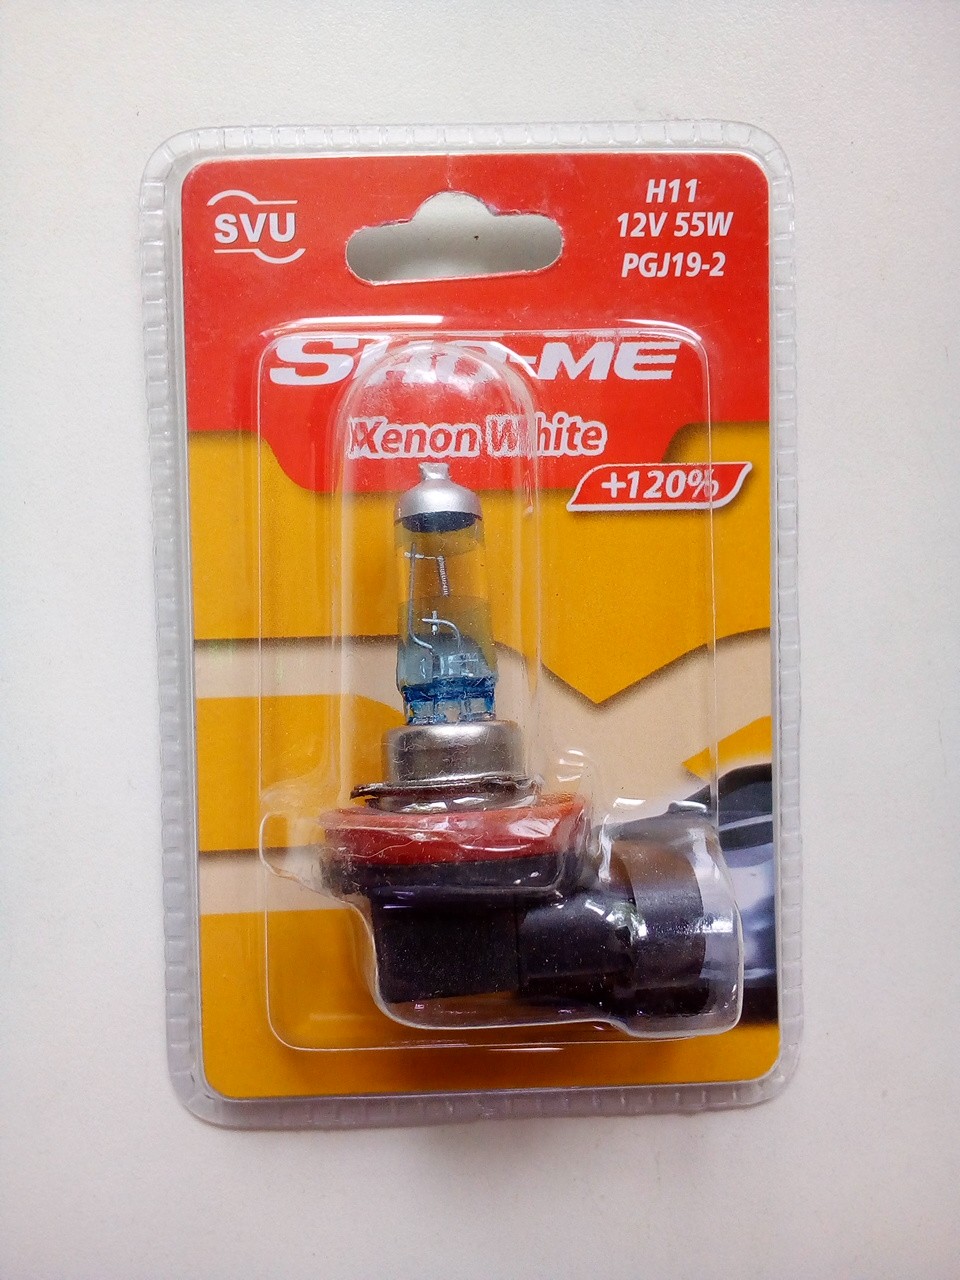 SVU
H11
12V 55W
PGJ19-2
SHO-ME
Xenon White
+120%